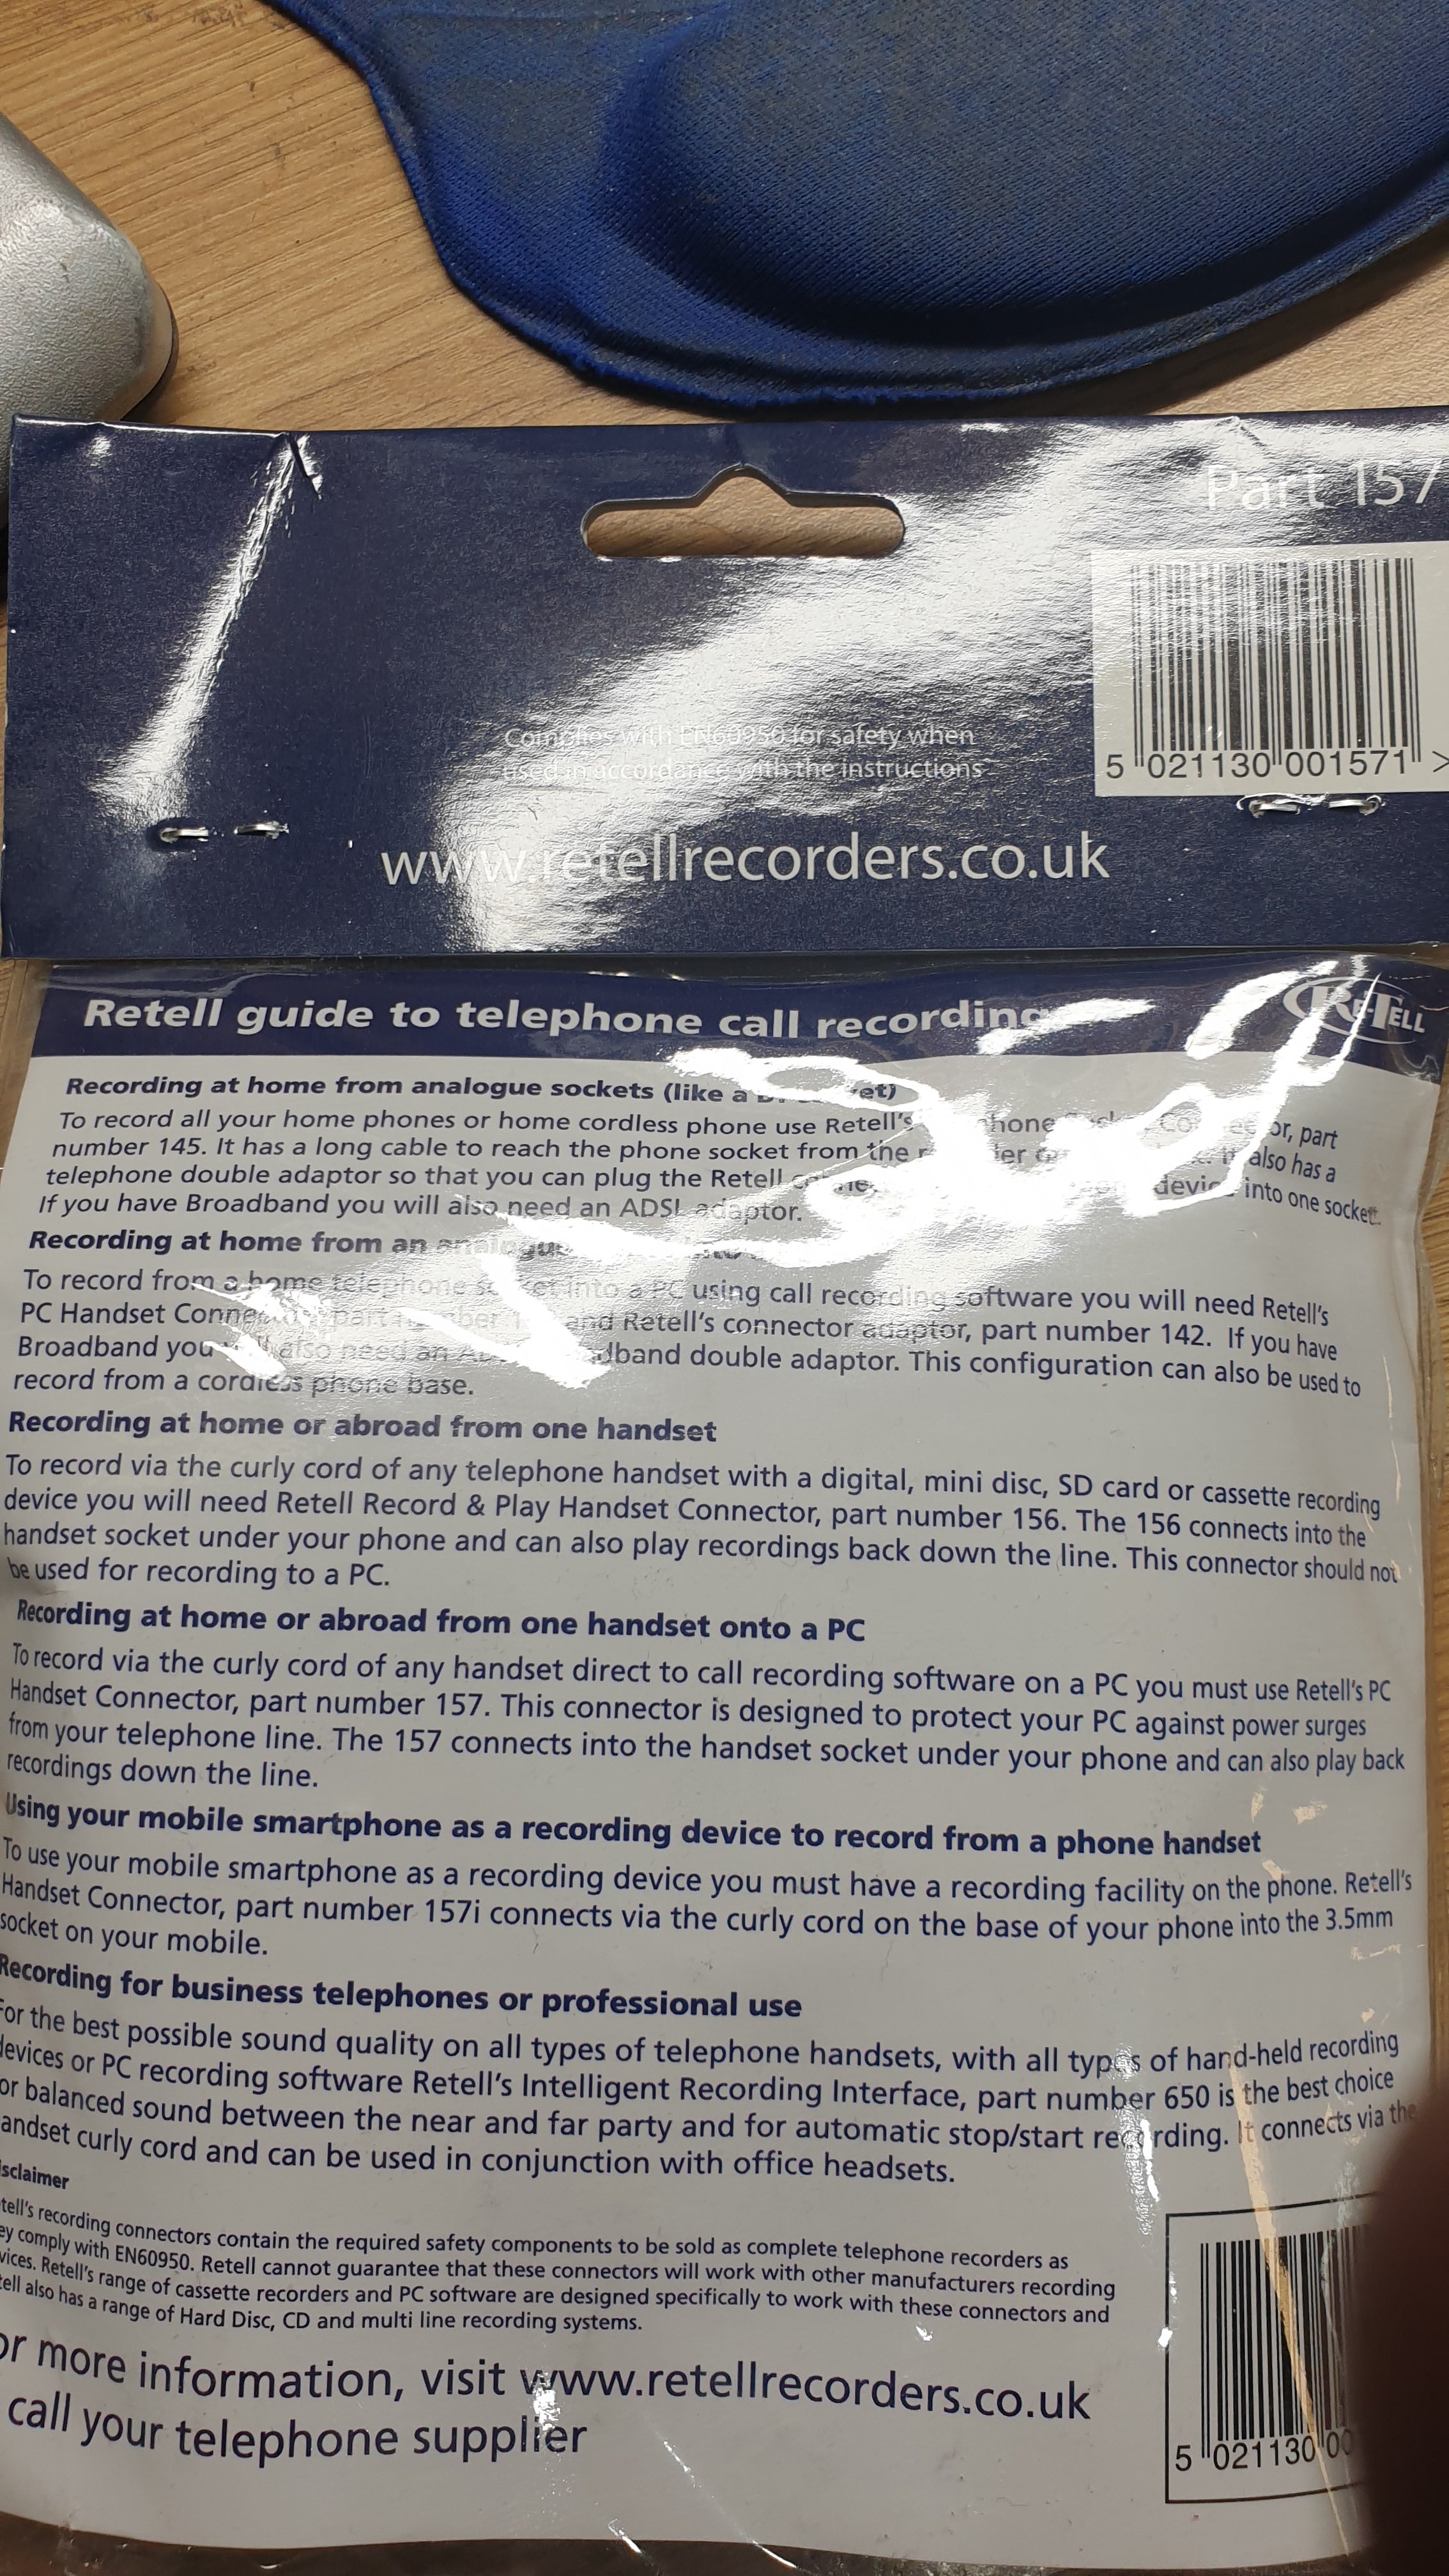 Part 157
5 021130 001571 >
Complies with EN60950 for safety when
used in accordance with the instructions
www.retellrecorders.co.uk
Retell guide to telephone call recording
RETELL
Recording at home from analogue sockets (like a
To record all your home phones or home cordless phone use Retell's
or, part
number 145. It has a long cable to reach the phone socket from the
also has a
telephone double adaptor so that you can plug the Retell
device into one socket.
If you have Broadband you will also need an ADSL adaptor.
Recording at home from an
To record from a home telephone socket into a PC using call recording software you will need Retell's
PC Handset Connector, part number and Retell's connector adaptor, part number 142. If you have
Broadband you will also need an double adaptor. This configuration can also be used to
record from a cordless phone base.
Recording at home or abroad from one handset
To record via the curly cord of any telephone handset with a digital, mini disc, SD card or cassette recording
device you will need Retell Record & Play Handset Connector, part number 156. The 156 connects into the
handset socket under your phone and can also play recordings back down the line. This connector should not
be used for recording to a PC.
Recording at home or abroad from one handset onto a PC
To record via the curly cord of any handset direct to call recording software on a PC you must use Retell's PC
Handset Connector, part number 157. This connector is designed to protect your PC against power surges
from your telephone line. The 157 connects into the handset socket under your phone and can also play back
recordings down the line.
Using your mobile smartphone as a recording device to record from a phone handset
To use your mobile smartphone as a recording device you must have a recording facility on the phone. Retell's
Handset Connector, part number 157i connects via the curly cord on the base of your phone into the 3.5mm
socket on your mobile.
Recording for business telephones or professional use
For the best possible sound quality on all types of telephone handsets, with all types of hand-held recording
devices or PC recording software Retell's Intelligent Recording Interface, part number 650 is the best choice
or balanced sound between the near and far party and for automatic stop/start recording. It connects via the
andset curly cord and can be used in conjunction with office headsets.
isclaimer
tell's recording connectors contain the required safety components to be sold as complete telephone recorders as
ey comply with EN60950. Retell cannot guarantee that these connectors will work with other manufacturers recording
vices. Retell's range of cassette recorders and PC software are designed specifically to work with these connectors and
tell also has a range of Hard Disc, CD and multi line recording systems.
or more information, visit www.retellrecorders.co.uk
call your telephone supplier
5 021130 00